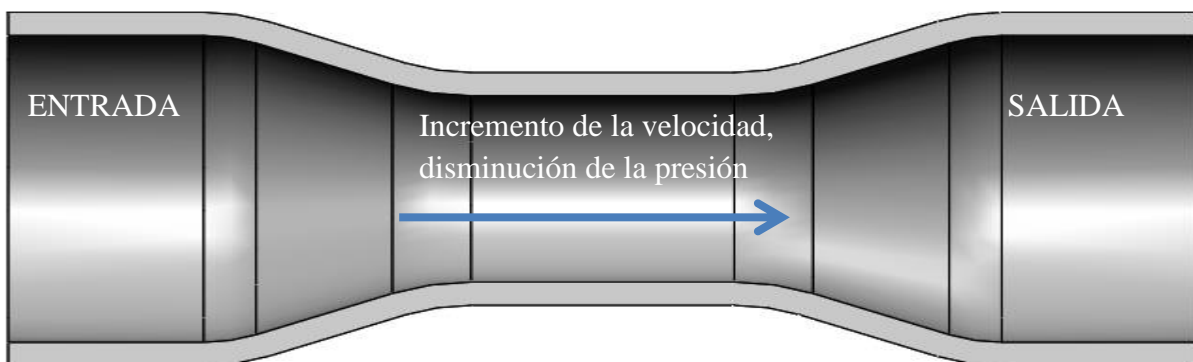 ENTRADA
Incremento de la velocidad,
disminución de la presión
SALIDA